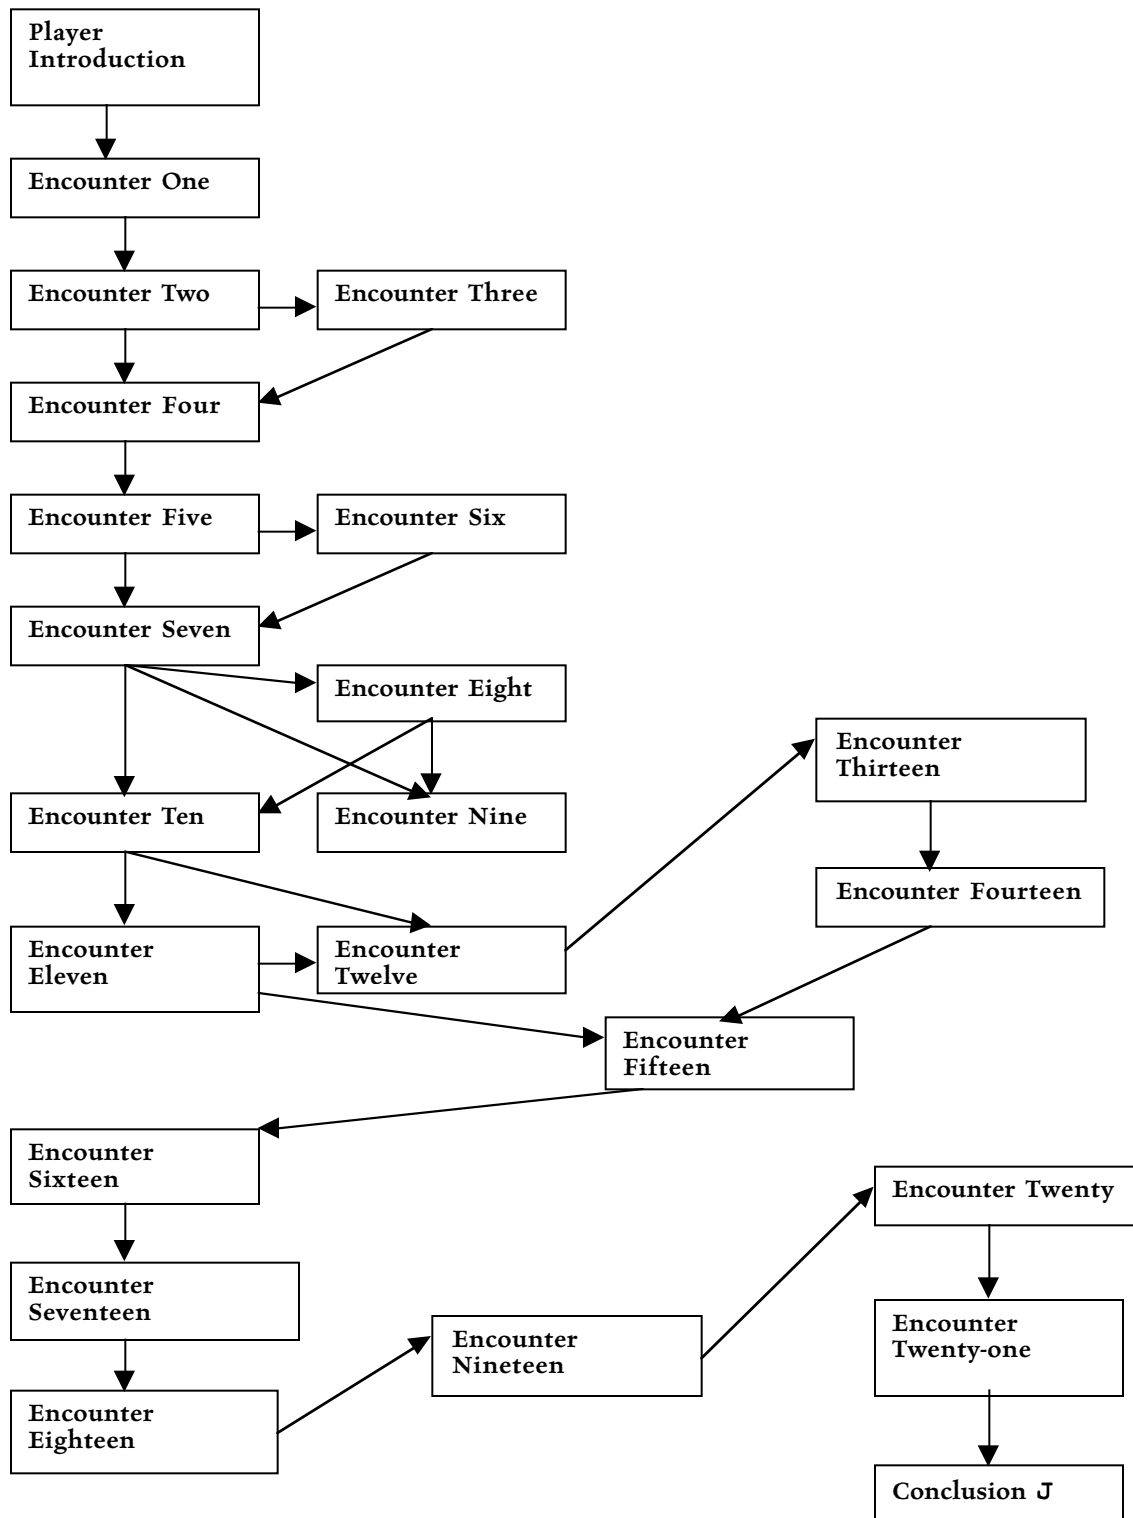 Player
Introduction
Encounter One
Encounter Two
Encounter Three
Encounter Four
Encounter Five
Encounter Six
Encounter Seven
Encounter Eight
Encounter Ten
Encounter Nine
Encounter
Thirteen
Encounter Fourteen
Encounter
Eleven
Encounter
Twelve
Encounter
Fifteen
Encounter
Sixteen
Encounter Twenty
Encounter
Seventeen
Encounter
Nineteen
Encounter
Twenty-one
Encounter
Eighteen
Conclusion J